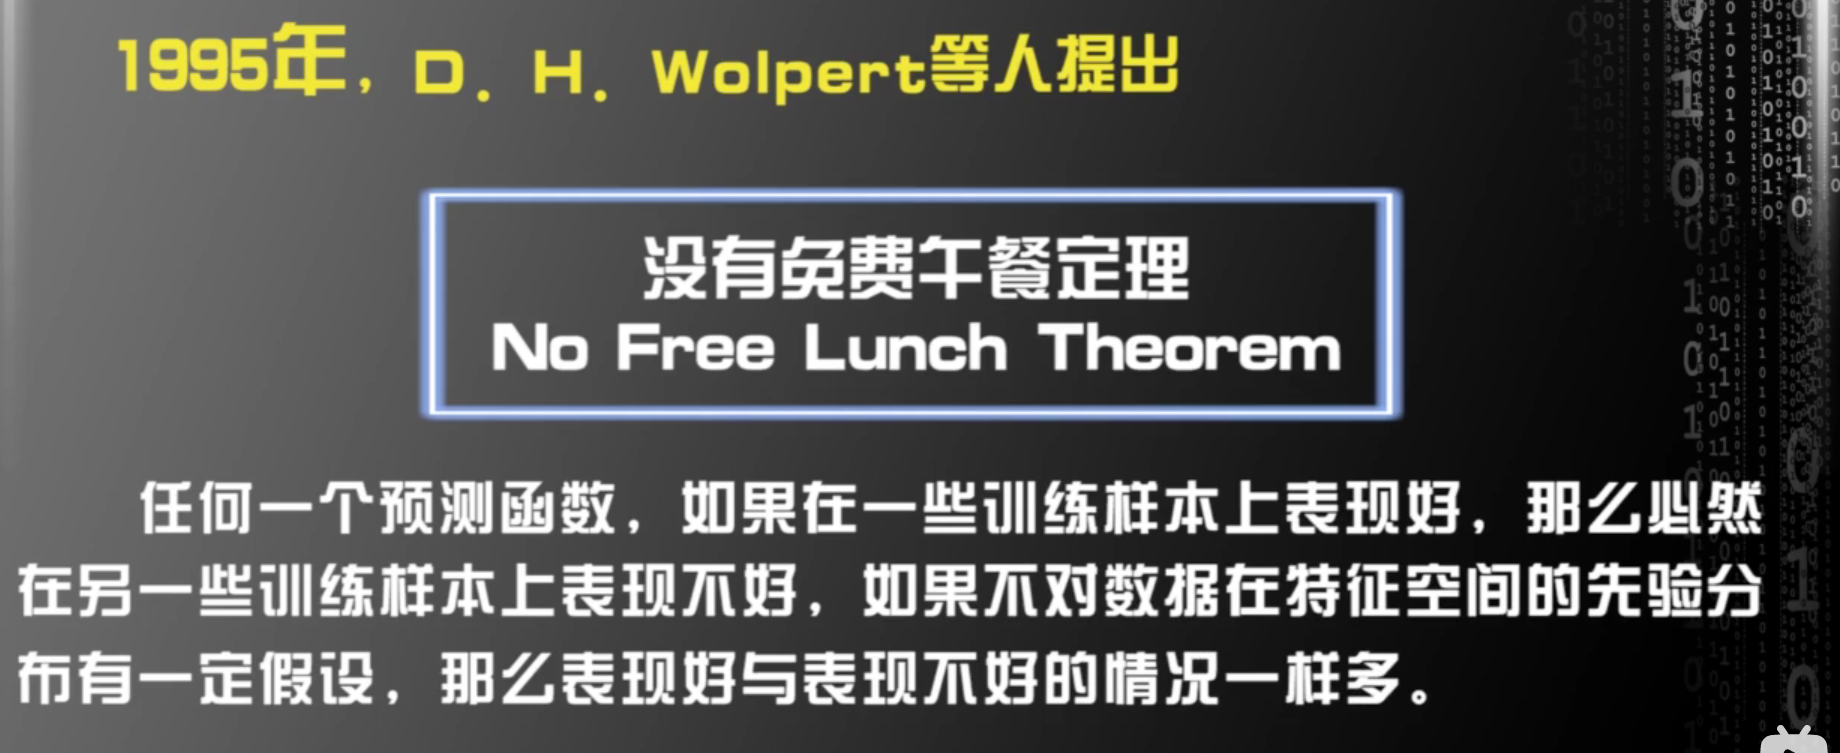 1995年，D．H．Wolpert等人提出
没有免费午餐定理
No Free Lunch Theorem
任何一个预测函数，如果在一些训练样本上表现好，那么必然
在另一些训练样本上表现不好，如果不对数据在特征空间的先验分
布有一定假设，那么表现好与表现不好的情况一样多。